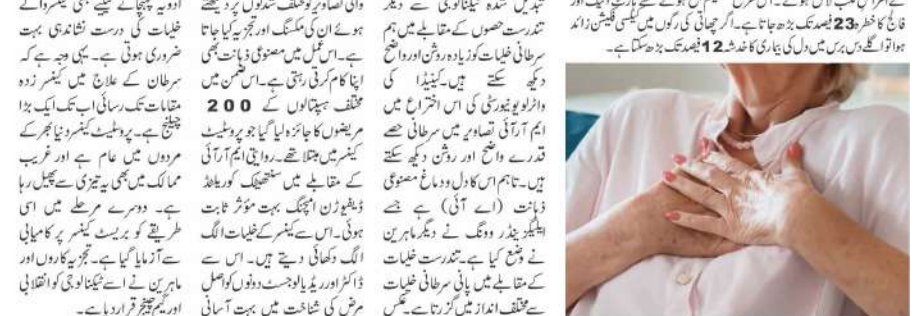 فالج کا خطرہ 23 فیصد تک بڑھ جاتا ہے۔ اگر چھاتی کی رگوں میں کیلسی فیکیشن زائد
ہوا تو اگلے دس برس میں دل کی بیماری کا خدشہ 12 فیصد تک بڑھ سکتا ہے۔
تبدیل شدہ ٹیکنالوجی سے دیگر
تندرست حصوں کے مقابلے میں ہم
سرطانی خلیات کو زیادہ روشن اور واضح
دیکھ سکتے ہیں۔ کینیڈا کی
واٹرلو یونیورسٹی کی اس اختراع میں
ایم آر آئی تصاویر میں سرطانی حصے
قدرے واضح اور روشن دیکھ سکتے
ہیں۔ تاہم اس کا دل و دماغ مصنوعی
ذہانت (اے آئی) ہے جسے
ایلیگزینڈر وونگ نے دیگر ماہرین
نے وضع کیا ہے۔ تندرست خلیات
کے مقابلے میں پانی سرطانی خلیات
سے مختلف انداز میں گزرتا ہے۔ عکس
والی تصاویر کو مختلف شدتوں پر دیکھتے
ہوئے ان کی مکسنگ اور تجزیہ کیا جاتا
ہے۔ اس عمل میں مصنوعی ذہانت بھی
اپنا کام کرتی رہتی ہے۔ اس ضمن میں
مختلف ہسپتالوں کے 200
مریضوں کا جائزہ لیا گیا جو پروسٹیٹ
کینسر میں مبتلا تھے۔ روایتی ایم آر آئی
کے مقابلے میں سنتھیٹک کوریلٹڈ
ڈیفیوژن امیجنگ بہت مؤثر ثابت
ہوئی۔ اس سے کینسر کے خلیات الگ
الگ دکھائی دیتے ہیں۔ اس سے
ڈاکٹر اور ریڈیالوجسٹ دونوں کو اصل
مرض کی شناخت میں بہت آسانی
ادویہ پہنچانے کیلئے بھی کینسر والے
خلیات کی درست نشاندہی بہت
ضروری ہوتی ہے۔ یہی وجہ ہے کہ
سرطان کے علاج میں کینسر زدہ
مقامات تک رسائی اب تک ایک بڑا
چیلنج ہے۔ پروسٹیٹ کینسر دنیا بھر کے
مردوں میں عام ہے اور غریب
ممالک میں بھی یہ تیزی سے پھیل رہا
ہے۔ دوسرے مرحلے میں اسی
طریقے کو بریسٹ کینسر پر کامیابی
سے آزمایا گیا ہے۔ تجزیہ کاروں اور
ماہرین نے اسے ٹیکنالوجی کو انقلابی
اور گیم چینجر قرار دیا ہے۔